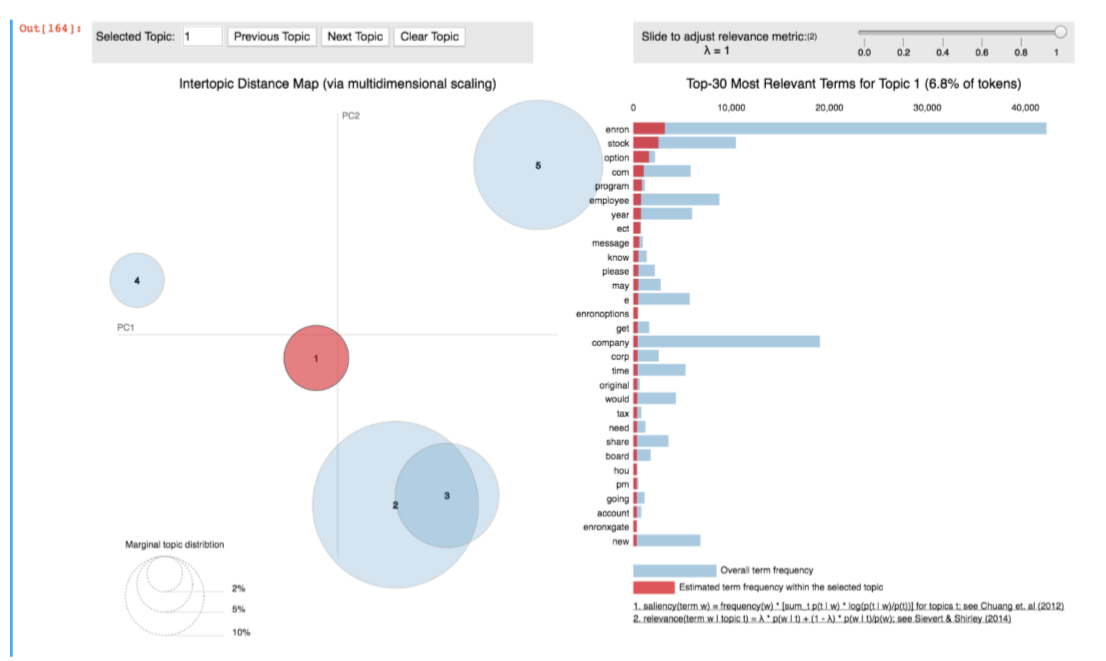 Out[164]:
Selected Topic: 1 Previous Topic Next Topic Clear Topic
Slide to adjust relevance metric:(2)
λ = 1
0.0 0.2 0.4 0.6 0.8 1
Intertopic Distance Map (via multidimensional scaling)
PC2
PC1
5
4
1
2
3
Marginal topic distribtion
2%
5%
10%
Top-30 Most Relevant Terms for Topic 1 (6.8% of tokens)
0 10,000 20,000 30,000 40,000
enron
stock
option
com
program
employee
year
ect
message
know
please
may
e
enronoptions
get
company
corp
time
original
would
tax
need
share
board
hou
pm
going
account
enronxgate
new
Overall term frequency
Estimated term frequency within the selected topic
1. saliency(term w) = frequency(w) * [sum_t p(t | w) * log(p(t | w)/p(t))] for topics t; see Chuang et. al (2012)
2. relevance(term w | topic t) = λ * p(w | t) + (1 - λ) * p(w | t)/p(w); see Sievert & Shirley (2014)